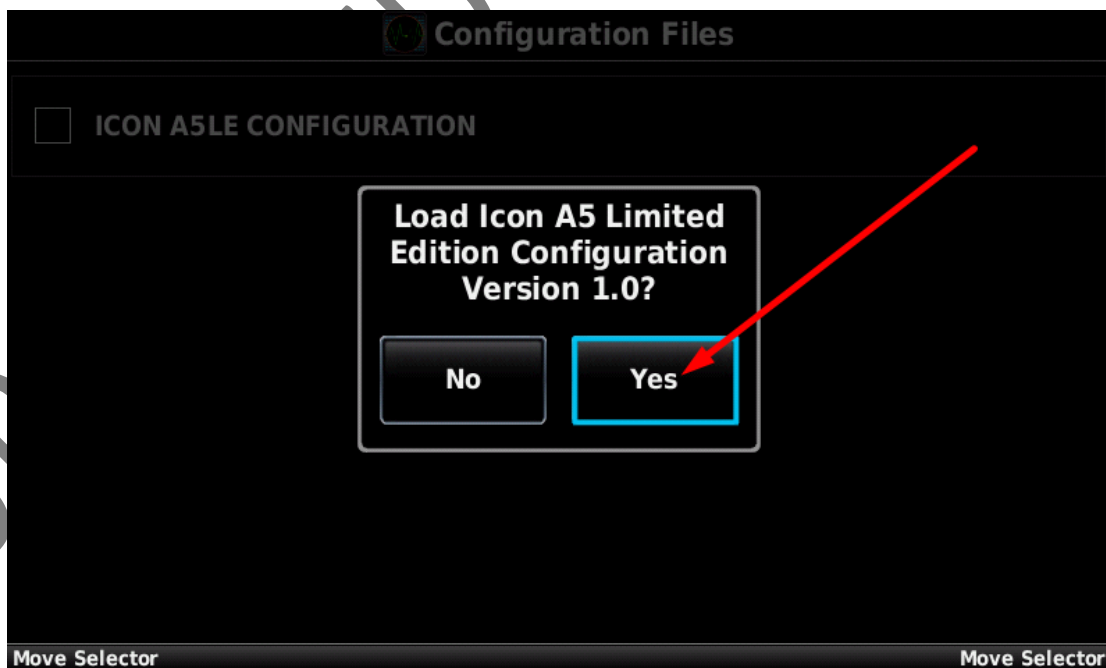 Configuration Files
ICON A5LE CONFIGURATION
Load Icon A5 Limited
Edition Configuration
Version 1.0?
No Yes
Move Selector Move Selector